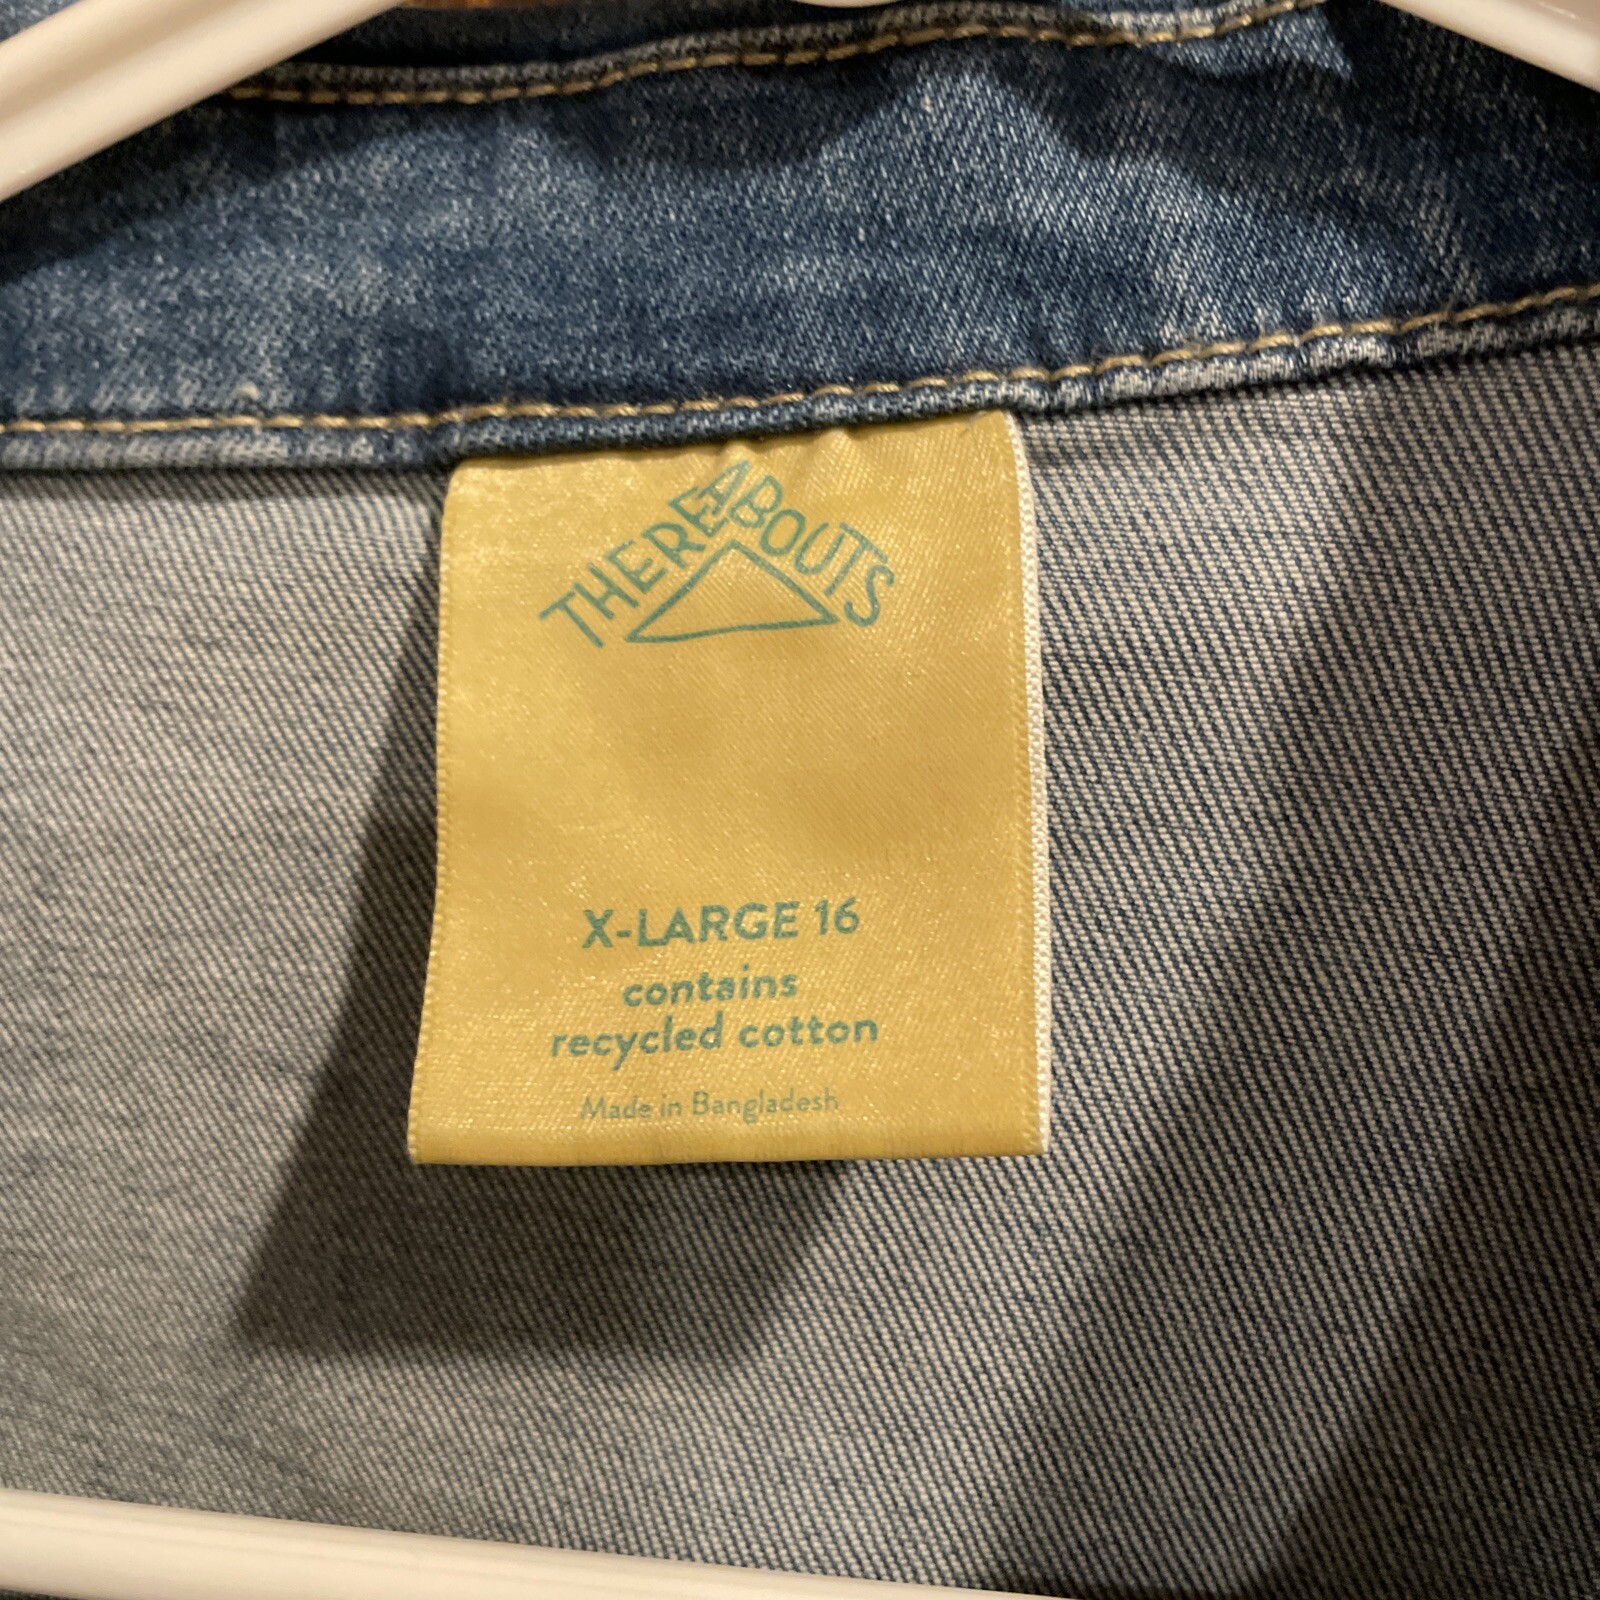 THEREABOUTS
X-LARGE 16
contains
recycled cotton
Made in Bangladesh